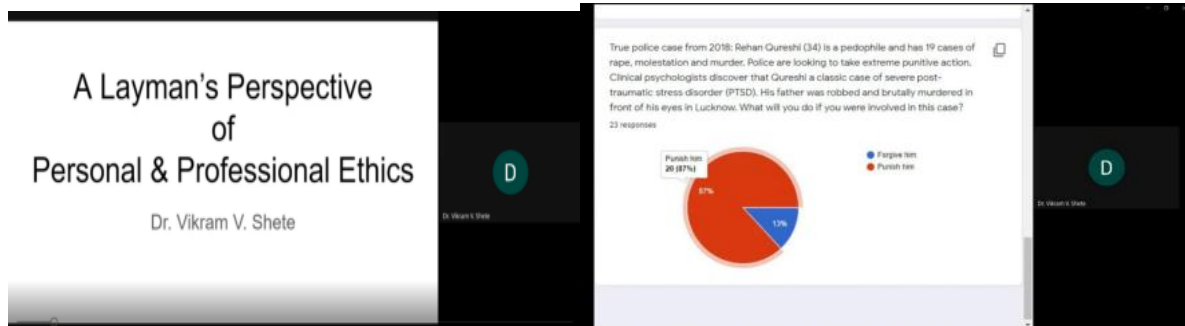 A Layman's Perspective
of
Personal & Professional Ethics
Dr. Vikram V. Shete
D
Dr. Vikram V. Shete
True police case from 2018: Rehan Qureshi (34) is a pedophile and has 19 cases of
rape, molestation and murder. Police are looking to take extreme punitive action.
Clinical psychologists discover that Qureshi a classic case of severe post-
traumatic stress disorder (PTSD). His father was robbed and brutally murdered in
front of his eyes in Lucknow. What will you do if you were involved in this case?
23 responses
Punish him
20 (87%)
87%
13%
Forgive him
Punish him
D
Dr. Vikram V. Shete